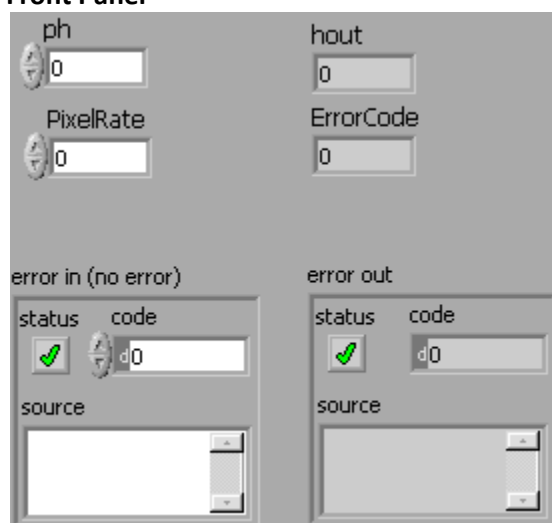 Front Panel
ph
hout
0
0
PixelRate
ErrorCode
0
0
error in (no error)
error out
status code
status code
d0
d0
source
source